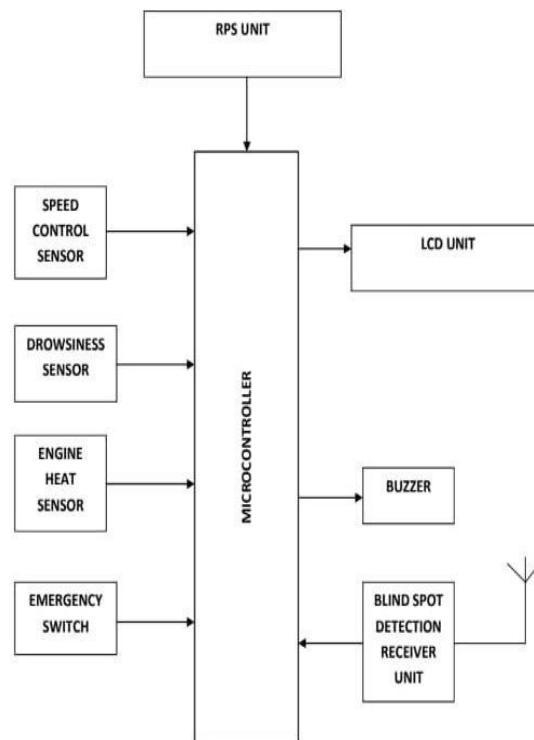 RPS UNIT
SPEED
CONTROL
SENSOR
LCD UNIT
DROWSINESS
SENSOR
MICROCONTROLLER
ENGINE
HEAT
SENSOR
BUZZER
EMERGENCY
SWITCH
BLIND SPOT
DETECTION
RECEIVER
UNIT